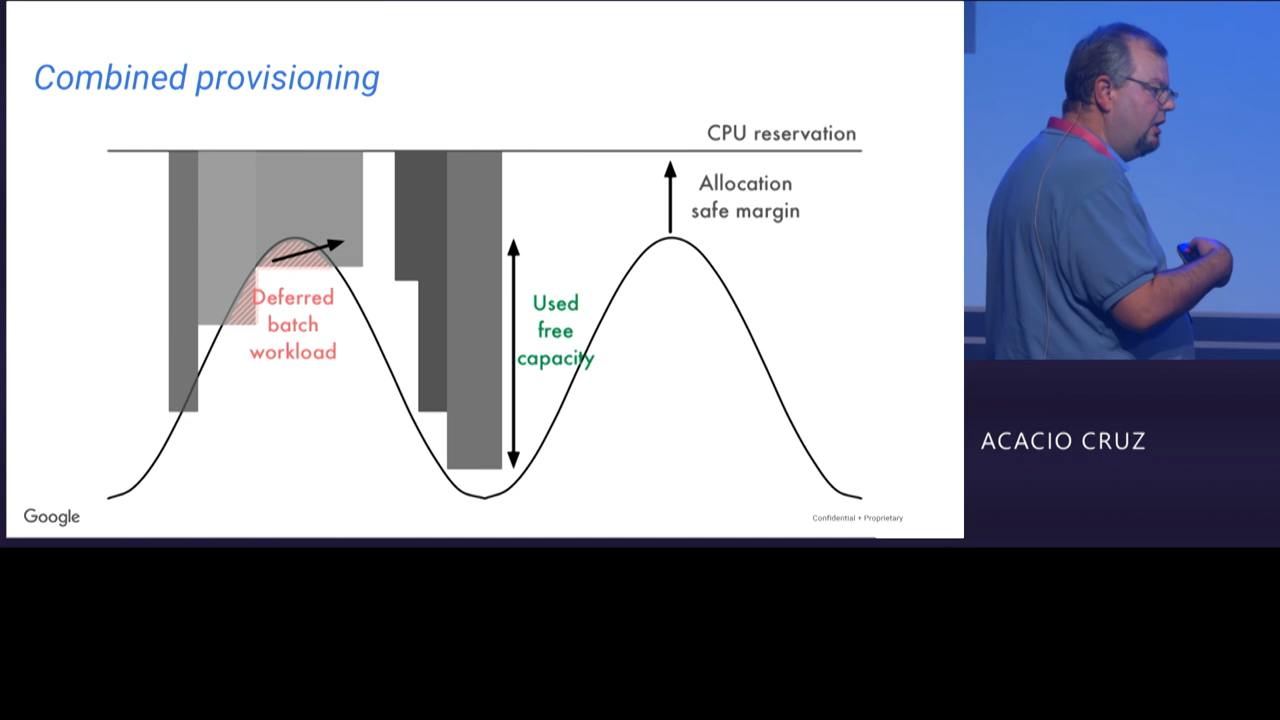 Combined provisioning
CPU reservation
Allocation
safe margin
Deferred
batch
workload
Used
free
capacity
Google
Confidential + Proprietary
ACACIO CRUZ